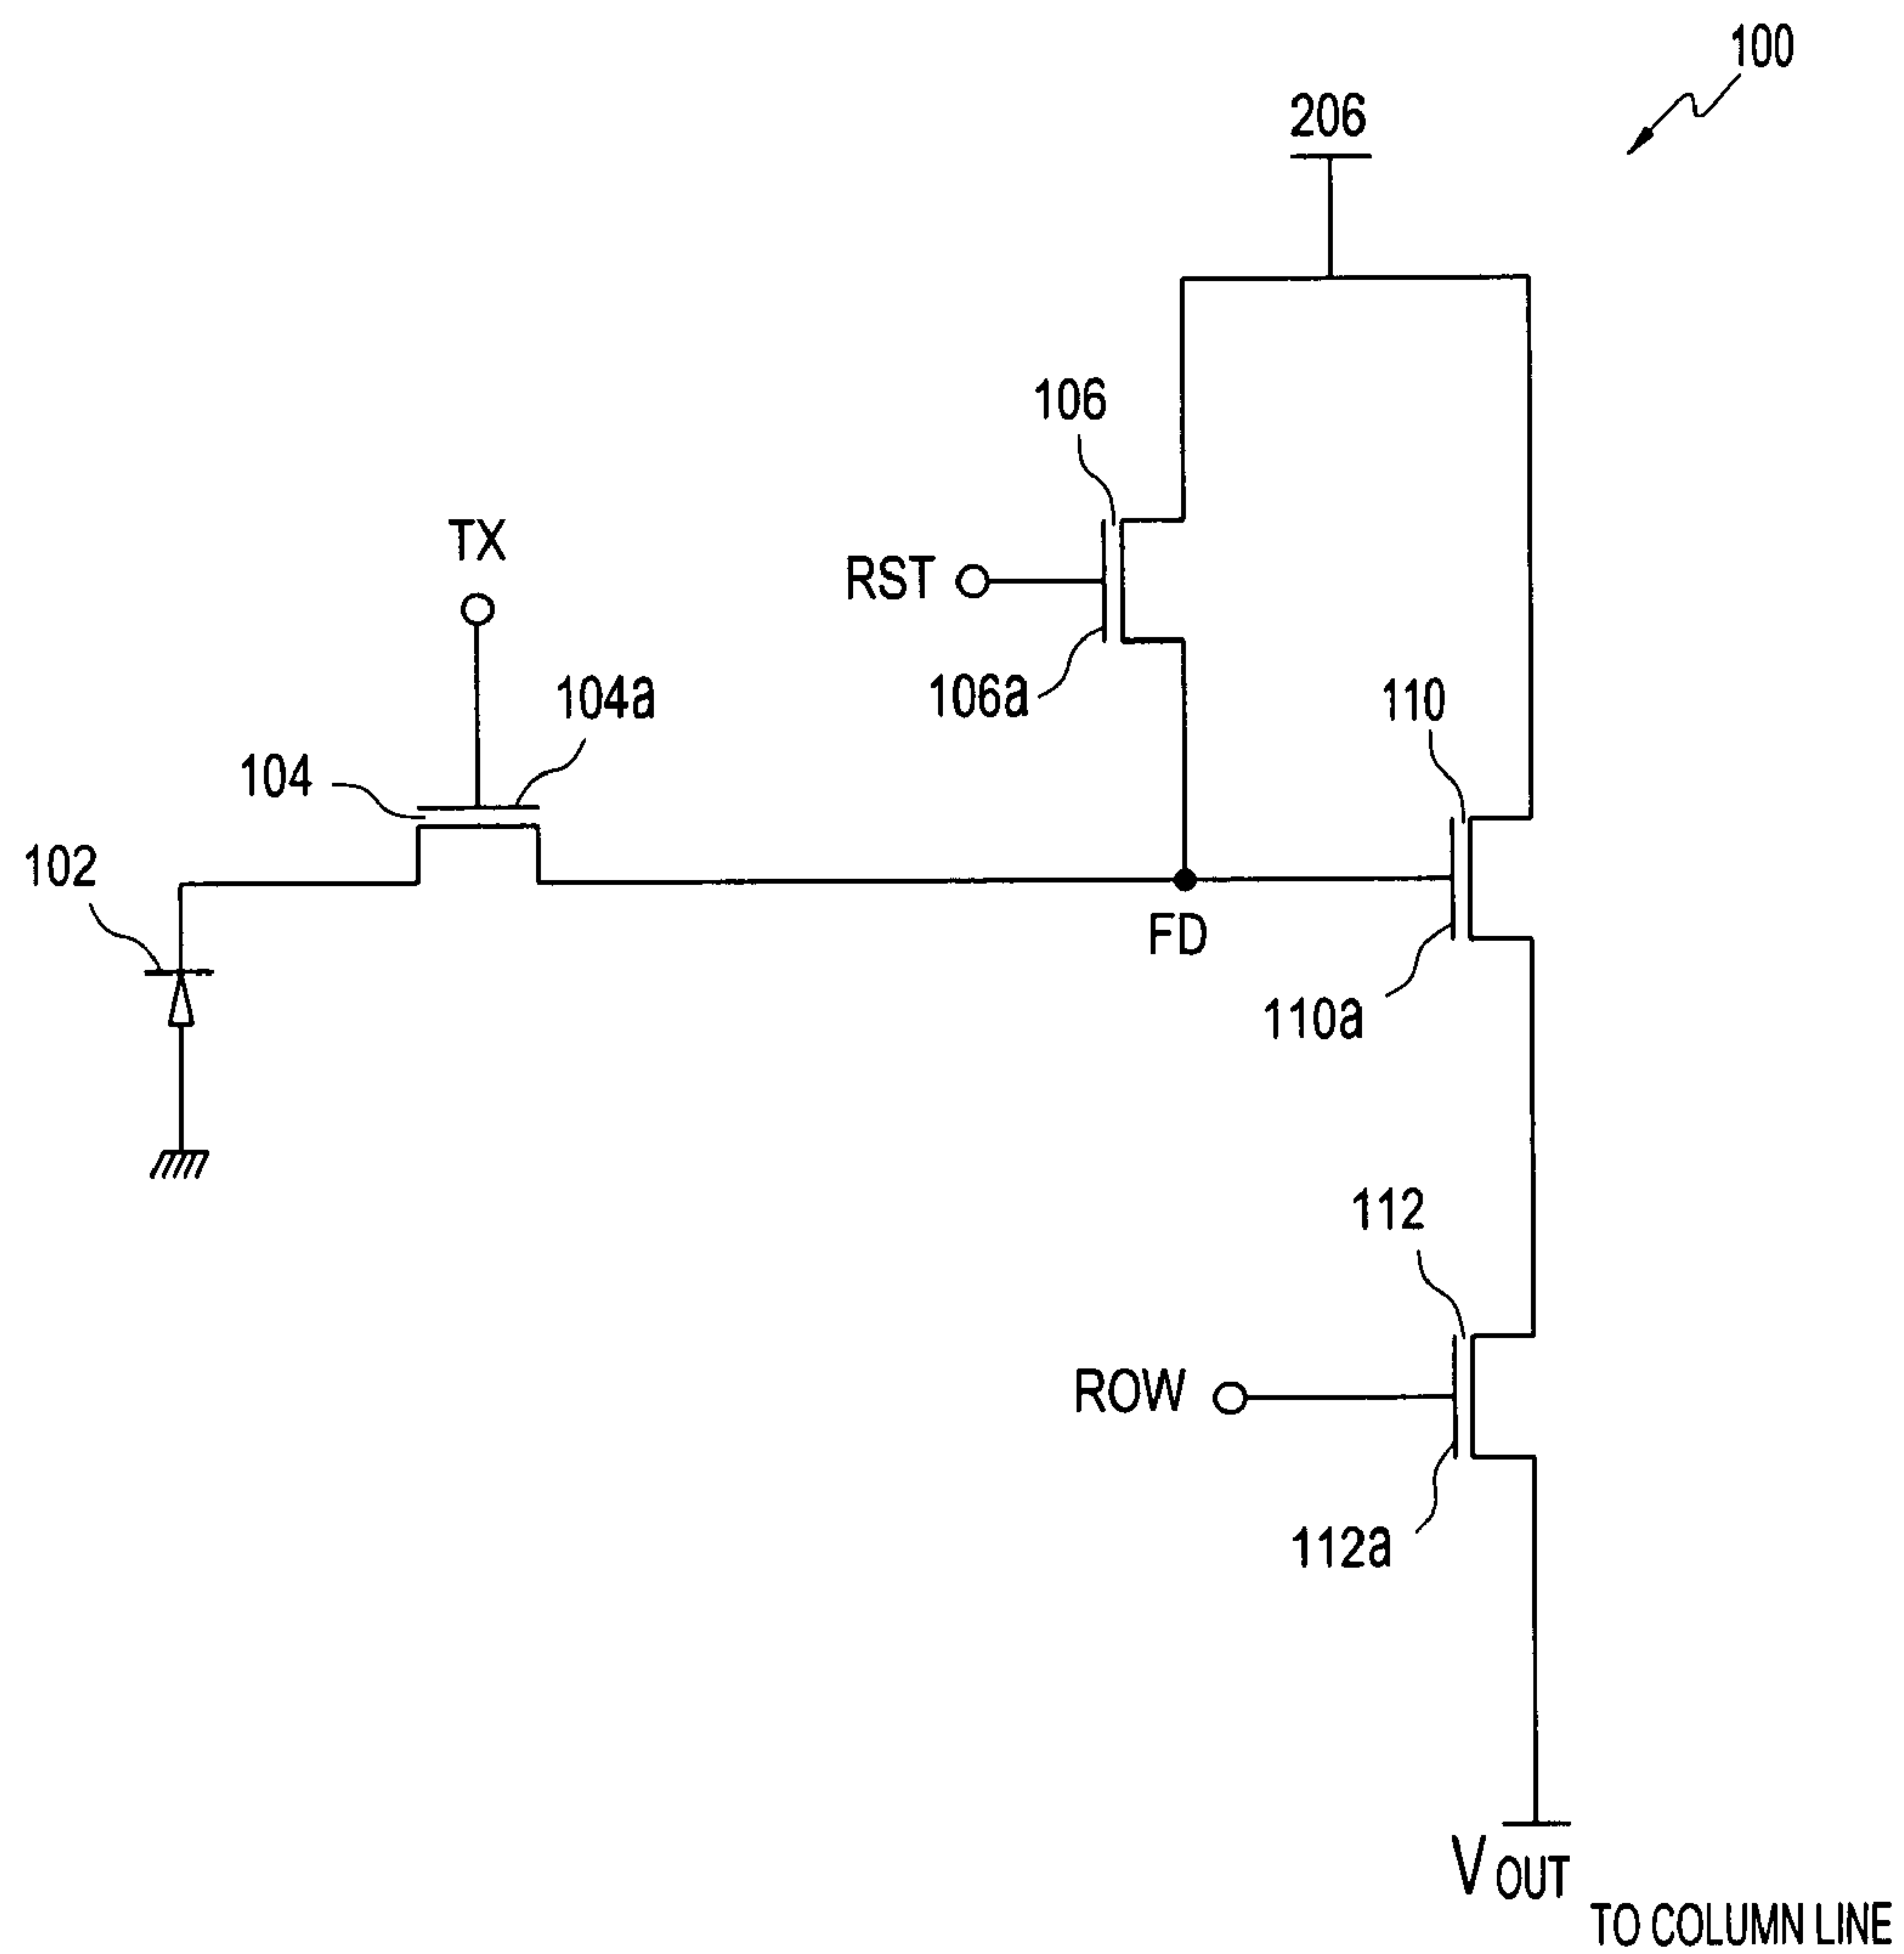 100
206
106
TX
RST
104a
106a
110
104
102
FD
110a
112
ROW
112a
VOUT
TO COLUMN LINE